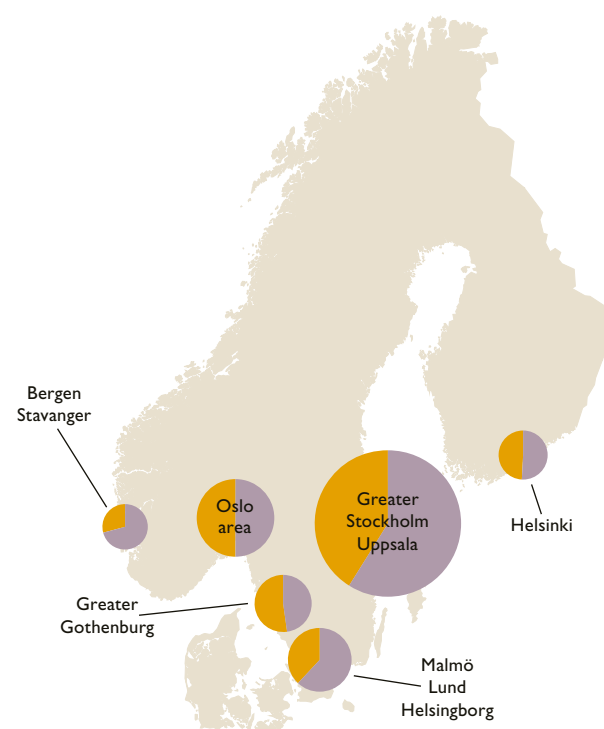 Bergen
Stavanger
Oslo
area
Greater
Stockholm
Uppsala
Helsinki
Greater
Gothenburg
Malmö
Lund
Helsingborg